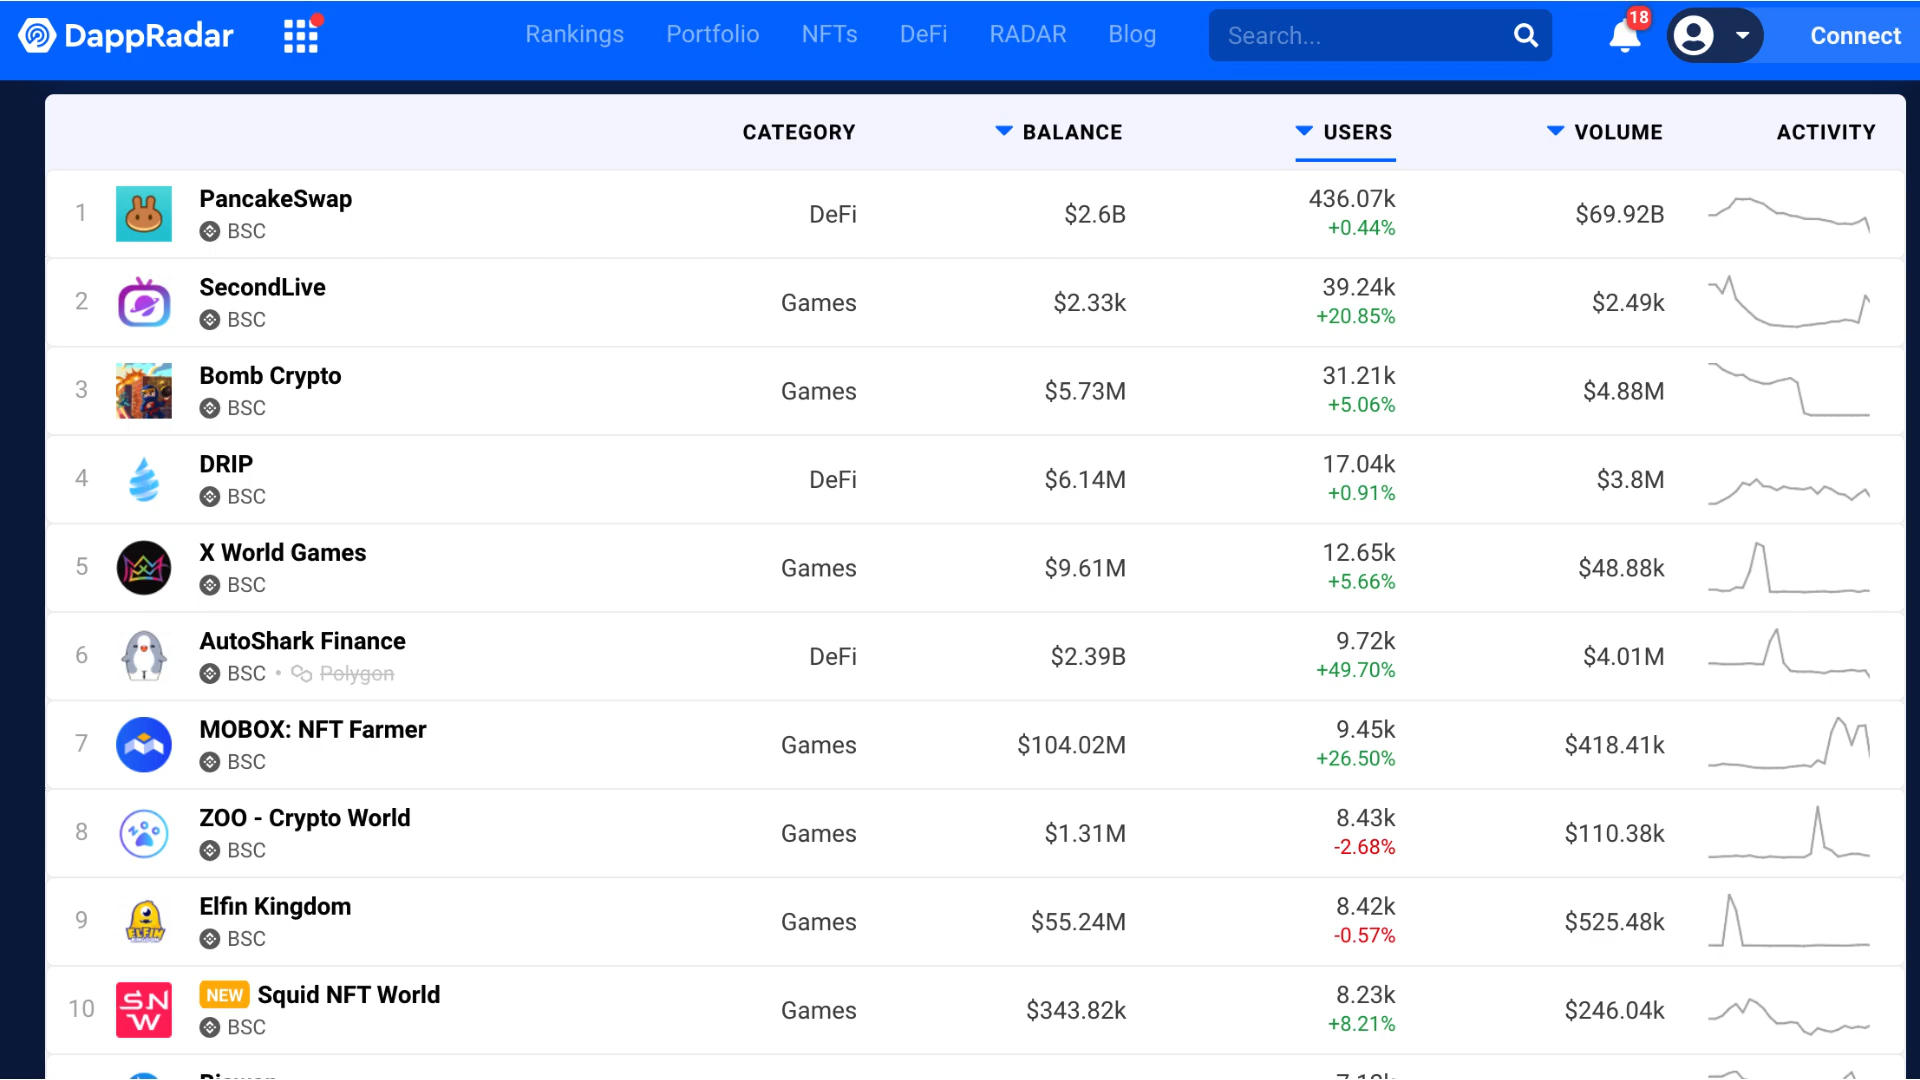 DappRadar
Rankings Portfolio NFTs DeFi RADAR Blog Search... 18 Connect
CATEGORY BALANCE USERS VOLUME ACTIVITY
1 PancakeSwap DeFi $2.6B 436.07k $69.92B
BSC +0.44%
2 SecondLive Games $2.33k 39.24k $2.49k
BSC +20.85%
3 Bomb Crypto Games $5.73M 31.21k $4.88M
BSC +5.06%
4 DRIP DeFi $6.14M 17.04k $3.8M
BSC +0.91%
5 X World Games Games $9.61M 12.65k $48.88k
BSC +5.66%
6 AutoShark Finance DeFi $2.39B 9.72k $4.01M
BSC • Polygon +49.70%
7 MOBOX: NFT Farmer Games $104.02M 9.45k $418.41k
BSC +26.50%
8 ZOO - Crypto World Games $1.31M 8.43k $110.38k
BSC -2.68%
9 ELFIN Elfin Kingdom Games $55.24M 8.42k $525.48k
BSC -0.57%
10 SNW NEW Squid NFT World Games $343.82k 8.23k $246.04k
BSC +8.21%